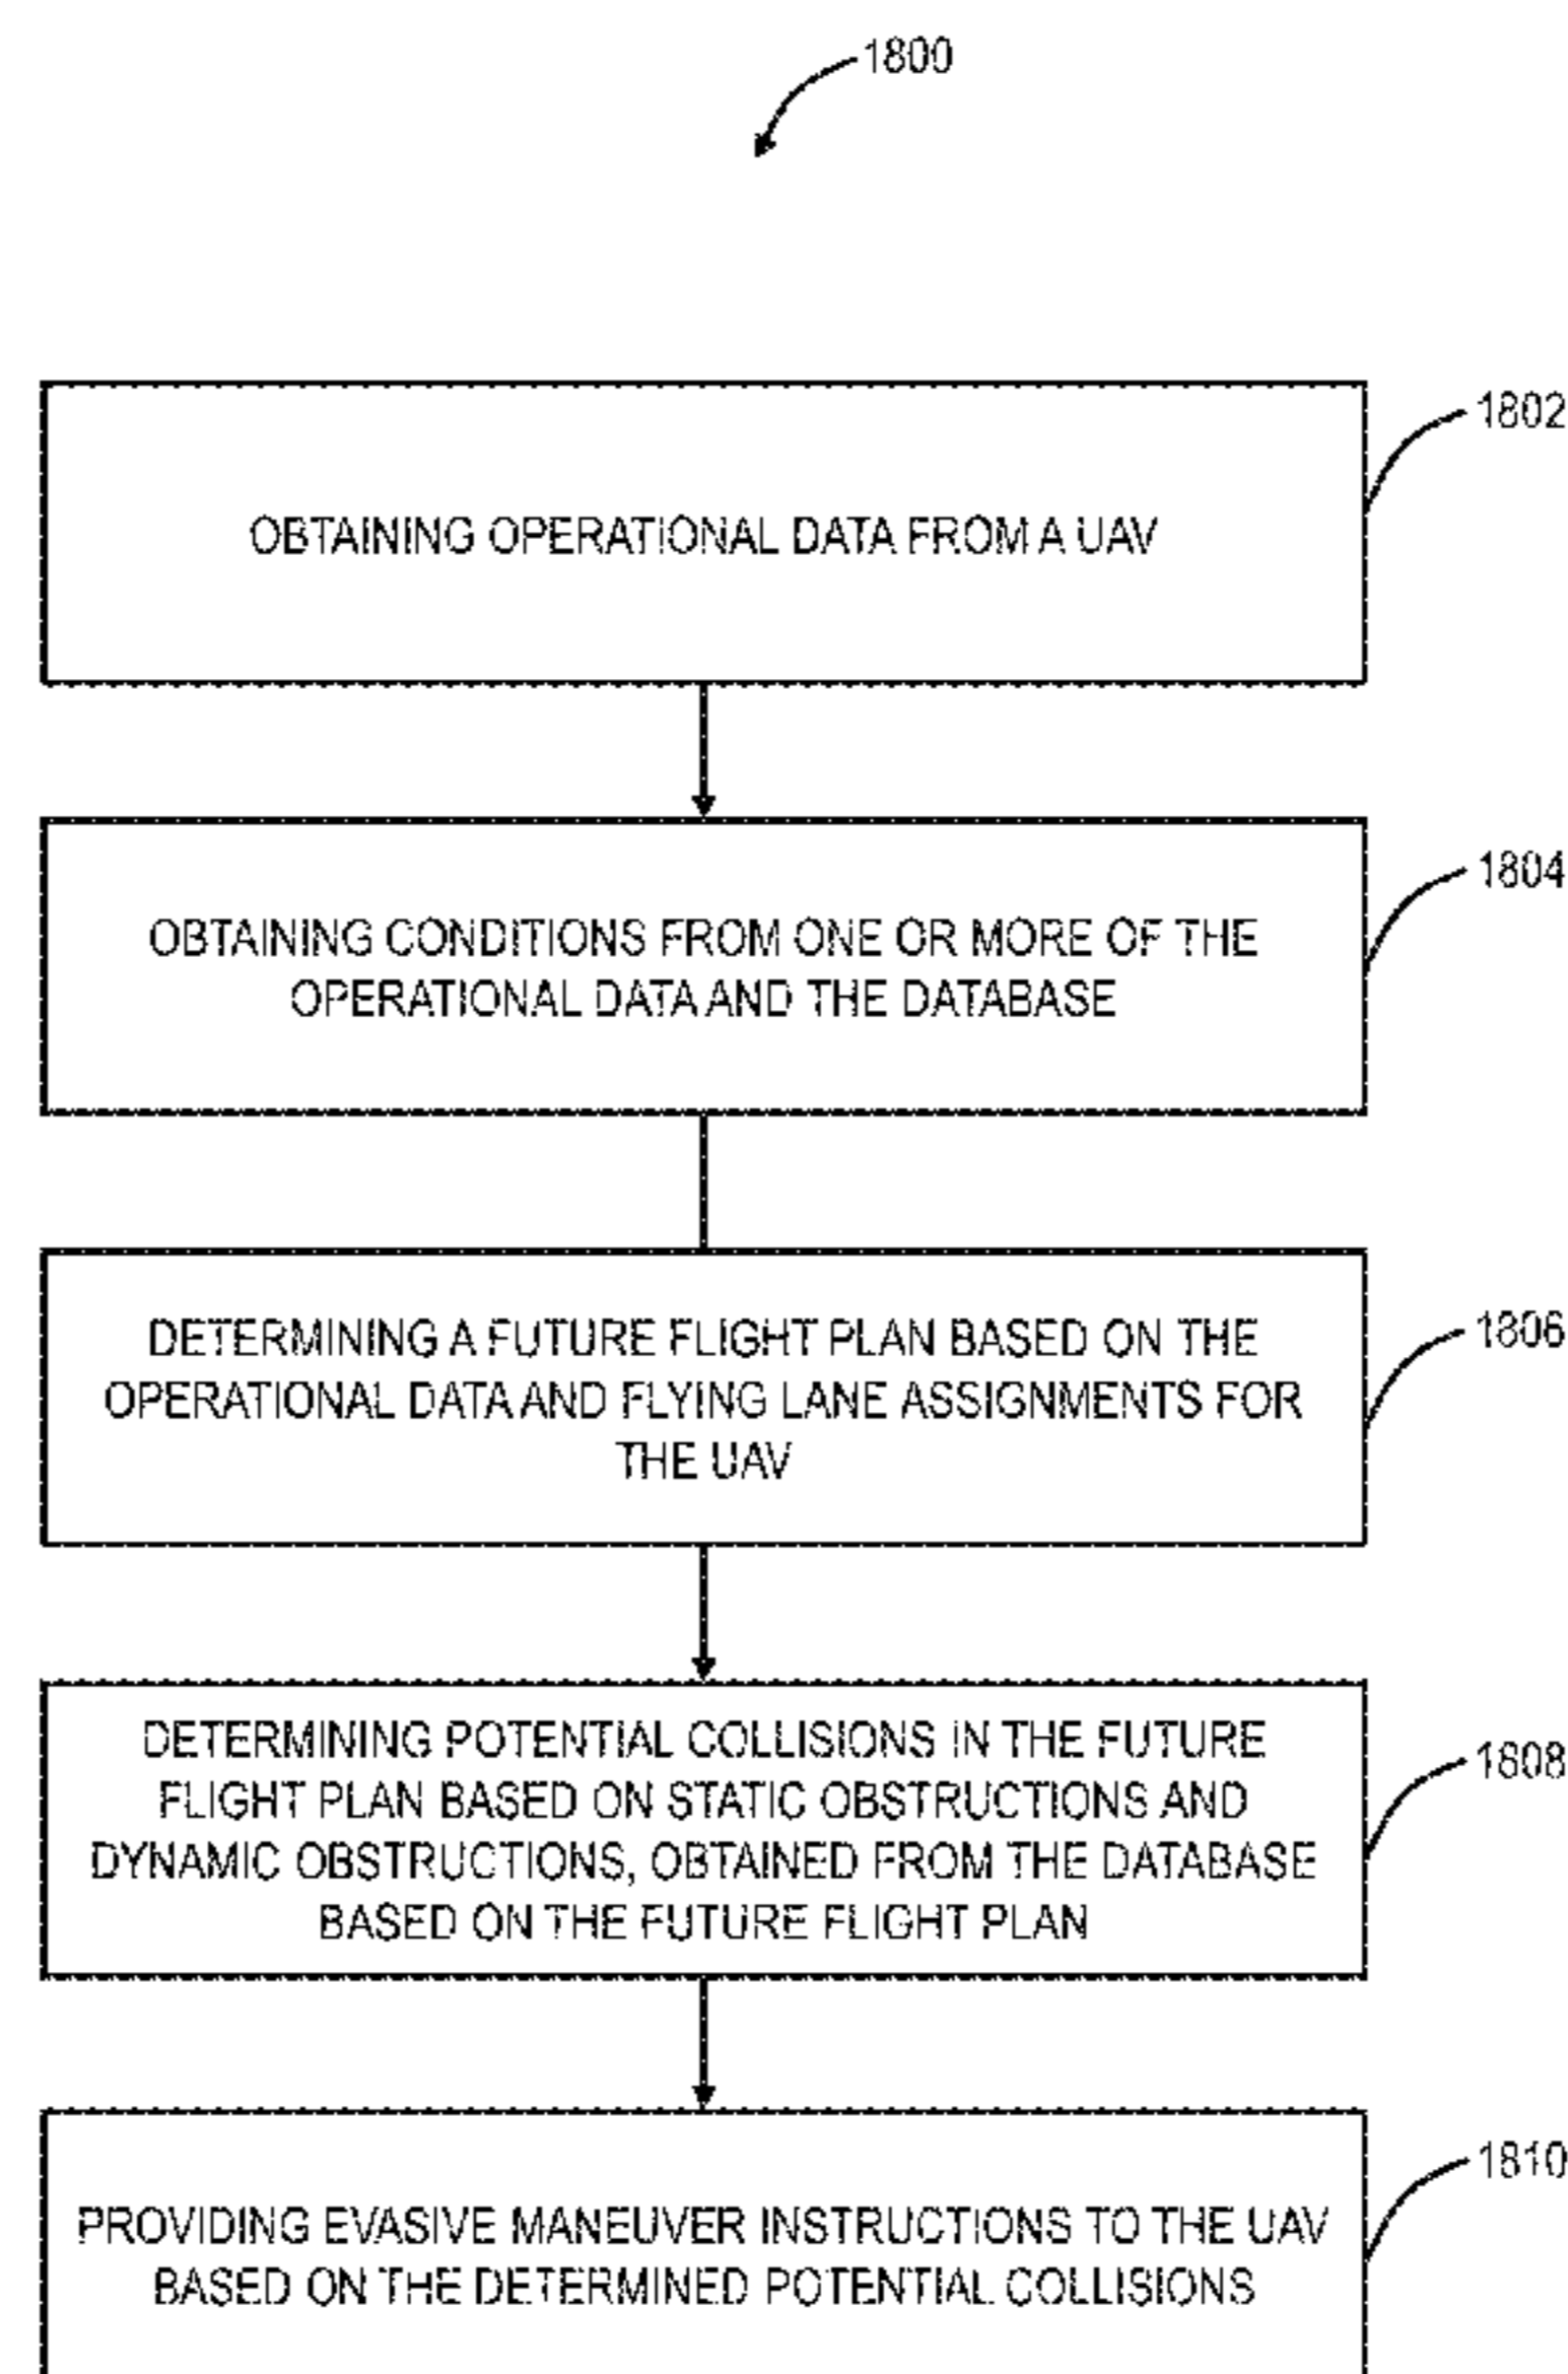 1800
1802
OBTAINING OPERATIONAL DATA FROM A UAV
1804
OBTAINING CONDITIONS FROM ONE OR MORE OF THE
OPERATIONAL DATA AND THE DATABASE
1806
DETERMINING A FUTURE FLIGHT PLAN BASED ON THE
OPERATIONAL DATA AND FLYING LANE ASSIGNMENTS FOR
THE UAV
1808
DETERMINING POTENTIAL COLLISIONS IN THE FUTURE
FLIGHT PLAN BASED ON STATIC OBSTRUCTIONS AND
DYNAMIC OBSTRUCTIONS, OBTAINED FROM THE DATABASE
BASED ON THE FUTURE FLIGHT PLAN
1810
PROVIDING EVASIVE MANEUVER INSTRUCTIONS TO THE UAV
BASED ON THE DETERMINED POTENTIAL COLLISIONS